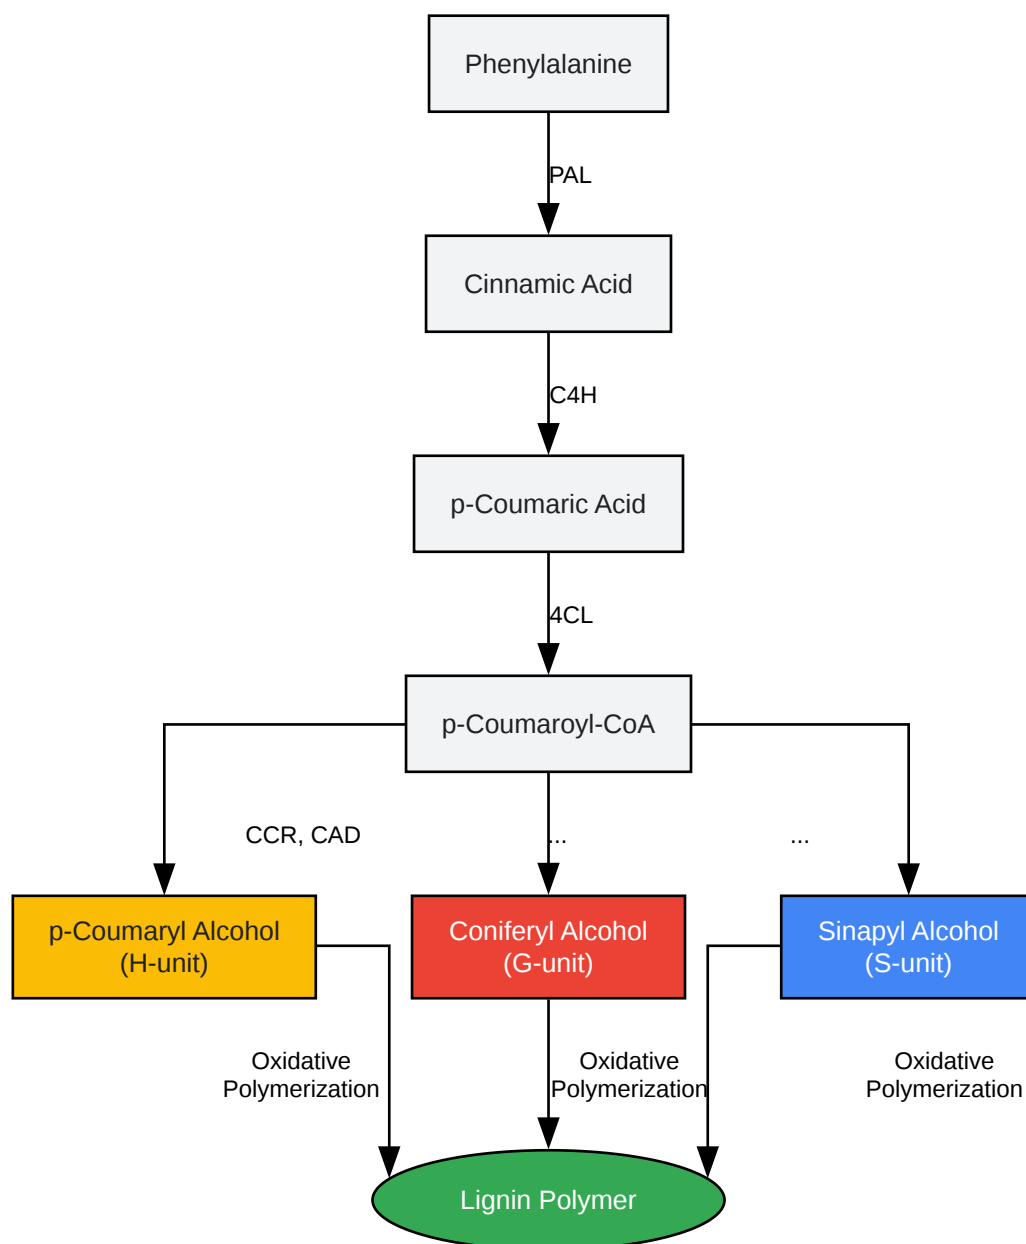 Phenylalanine
PAL
Cinnamic Acid
C4H
p-Coumaric Acid
4CL
p-Coumaroyl-CoA
CCR, CAD
...
...
p-Coumaryl Alcohol
(H-unit)
Coniferyl Alcohol
(G-unit)
Sinapyl Alcohol
(S-unit)
Oxidative
Polymerization
Oxidative
Polymerization
Oxidative
Polymerization
Lignin Polymer